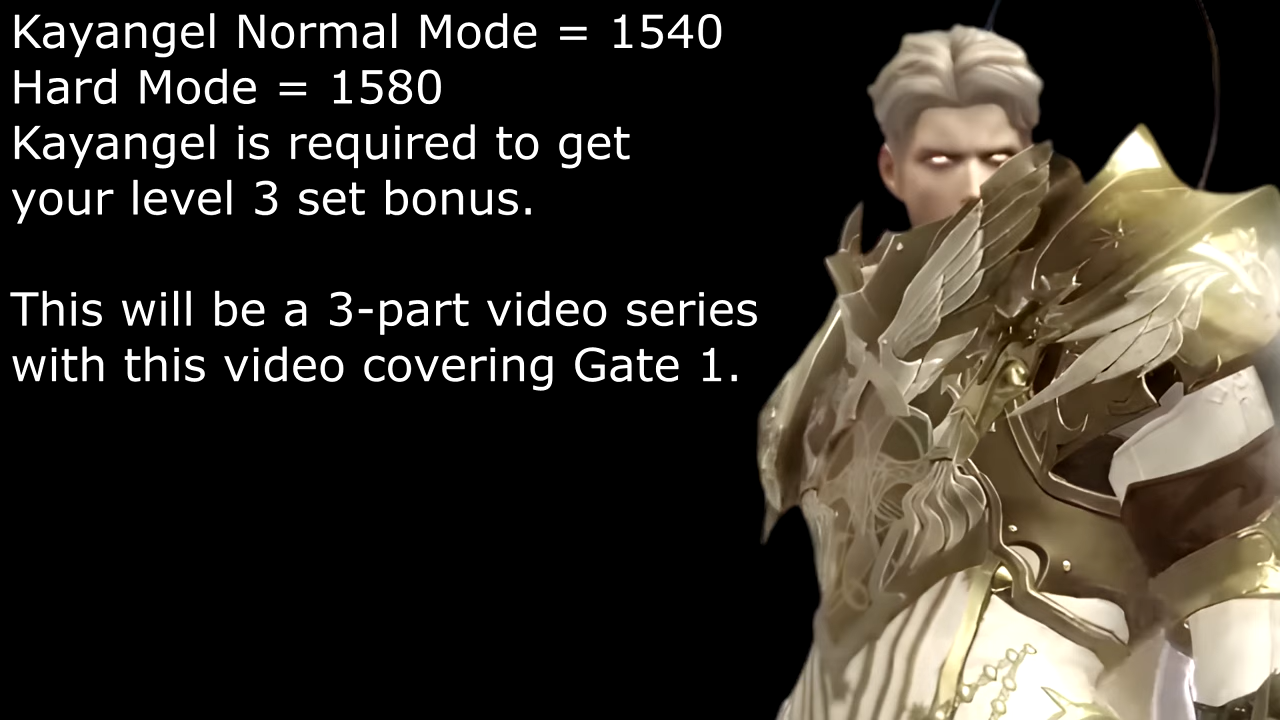 Kayangel Normal Mode = 1540
Hard Mode = 1580
Kayangel is required to get
your level 3 set bonus.
This will be a 3-part video series
with this video covering Gate 1.